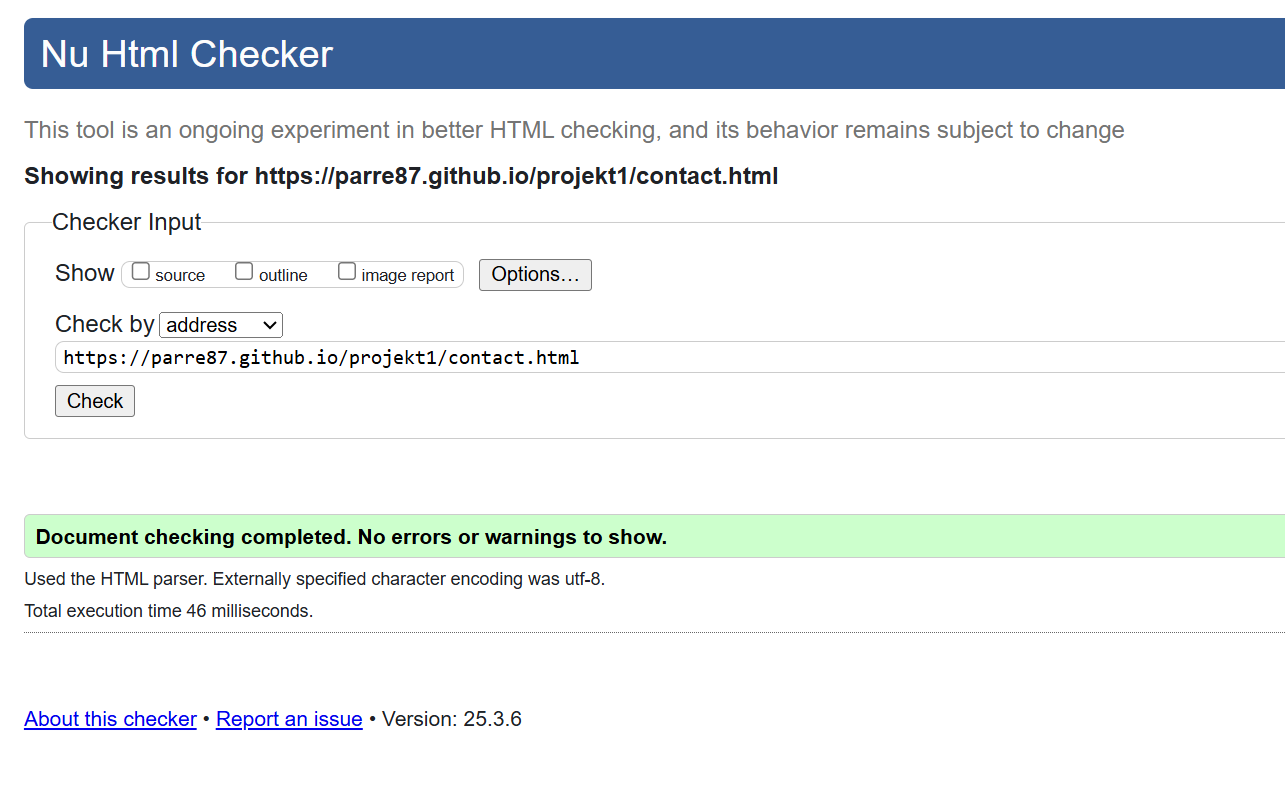 Nu Html Checker
This tool is an ongoing experiment in better HTML checking, and its behavior remains subject to change
Showing results for https://parre87.github.io/projekt1/contact.html
Checker Input
Show source outline image report Options…
Check by address
https://parre87.github.io/projekt1/contact.html
Check
Document checking completed. No errors or warnings to show.
Used the HTML parser. Externally specified character encoding was utf-8.
Total execution time 46 milliseconds.
About this checker • Report an issue • Version: 25.3.6